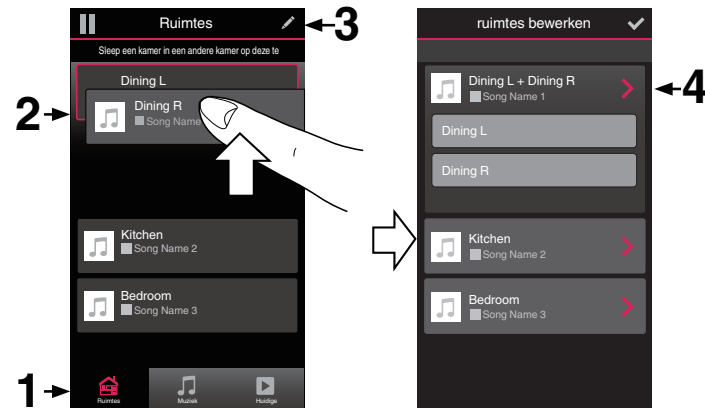 Ruimtes
3
Sleep een kamer in een andere kamer op deze te
Dining L
2
Dining R
Song Name
Kitchen
Song Name 2
Bedroom
Song Name 3
1
Ruimtes
Muziek
Huidige
ruimtes bewerken
Dining L + Dining R
Song Name 1
4
Dining L
Dining R
Kitchen
Song Name 2
Bedroom
Song Name 3